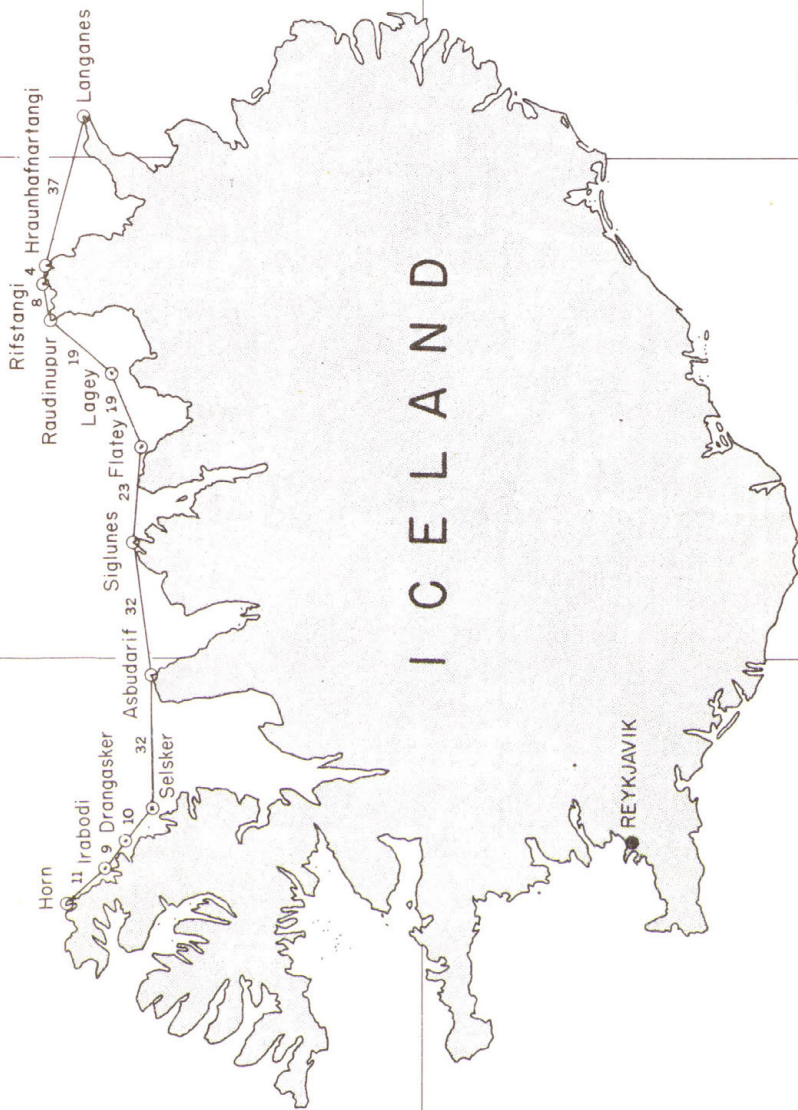 Horn
11
Irabodi
9
Drangasker
10
Selsker
32
Asbudarif
32
Siglunes
23
Flatey
19
Lagey
19
Raudinupur
8
Rifstangi
4
Hraunhafnartangi
37
Langanes
ICELAND
REYKJAVIK